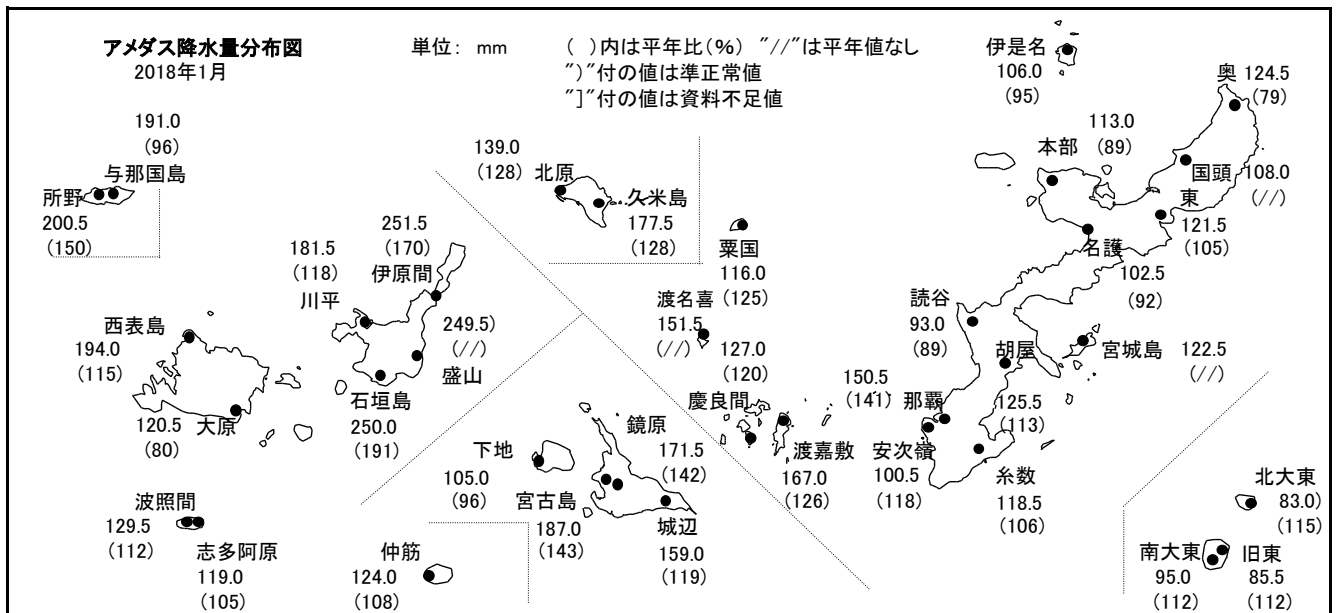 アメダス降水量分布図
2018年1月
単位: mm
( )内は平年比(%) "//"は平年値なし
")"付の値は準正常値
"]"付の値は資料不足値
伊是名
106.0
(95)
奥 124.5
(79)
191.0
(96)
与那国島
所野
200.5
(150)
139.0
(128)
北原
久米島
177.5
(128)
113.0
(89)
本部
国頭 108.0
(//)
東
121.5
(105)
名護
102.5
(92)
181.5
(118)
川平
251.5
(170)
伊原間
粟国
116.0
(125)
渡名喜
151.5
(//)
127.0
(120)
慶良間
読谷
93.0
(89)
胡屋
125.5
(113)
宮城島 122.5
(//)
西表島
194.0
(115)
249.5)
(//)
盛山
石垣島
250.0
(191)
大原
120.5
(80)
150.5
(141)
那覇
安次嶺
100.5
(118)
渡嘉敷
167.0
(126)
糸数
118.5
(106)
下地
105.0
(96)
鏡原
171.5
(142)
宮古島
187.0
(143)
城辺
159.0
(119)
波照間
129.5
(112)
志多阿原
119.0
(105)
仲筋
124.0
(108)
北大東
83.0)
(115)
南大東
95.0
(112)
旧東
85.5
(112)